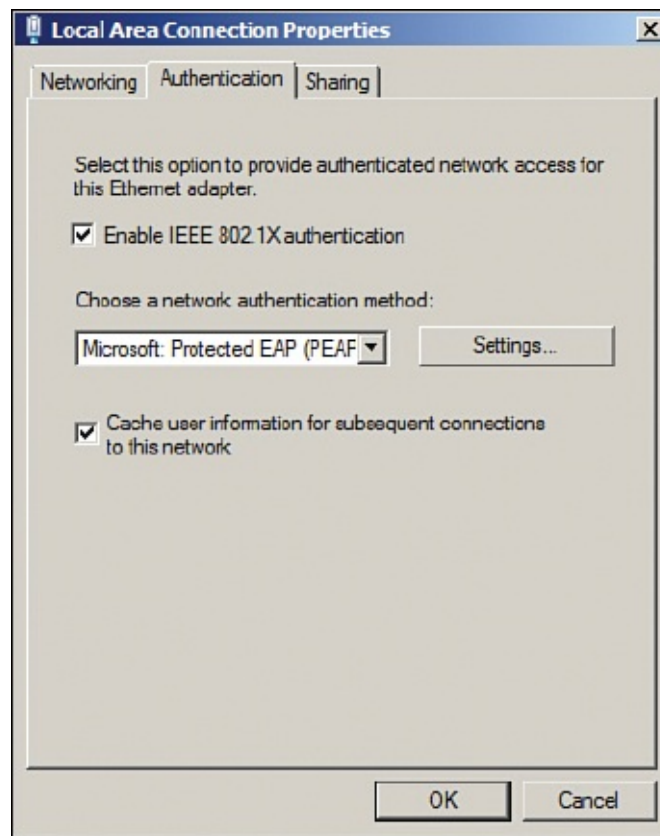 Local Area Connection Properties
Networking Authentication Sharing
Select this option to provide authenticated network access for
this Ethernet adapter.
Enable IEEE 802.1X authentication
Choose a network authentication method:
Microsoft: Protected EAP (PEAP
Settings...
Cache user information for subsequent connections
to this network
OK Cancel